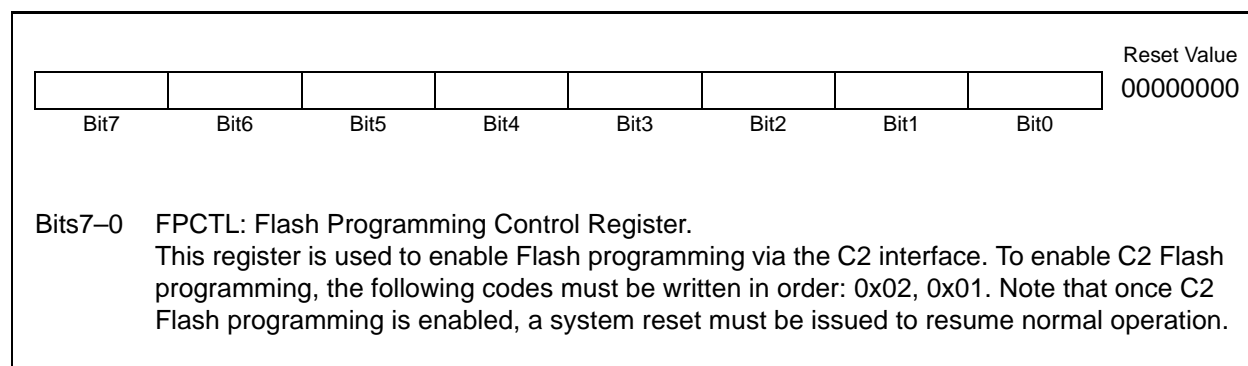 Reset Value
00000000
Bit7 Bit6 Bit5 Bit4 Bit3 Bit2 Bit1 Bit0
Bits7–0 FPCTL: Flash Programming Control Register.
This register is used to enable Flash programming via the C2 interface. To enable C2 Flash
programming, the following codes must be written in order: 0x02, 0x01. Note that once C2
Flash programming is enabled, a system reset must be issued to resume normal operation.